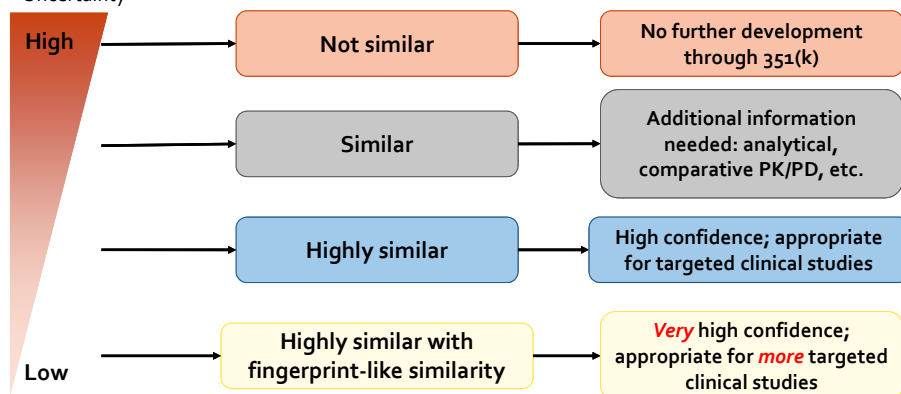 Uncertainty
High
Not similar
No further development
through 351(k)
Similar
Additional information
needed: analytical,
comparative PK/PD, etc.
Highly similar
High confidence; appropriate
for targeted clinical studies
Low
Highly similar with
fingerprint-like similarity
Very high confidence;
appropriate for more targeted
clinical studies